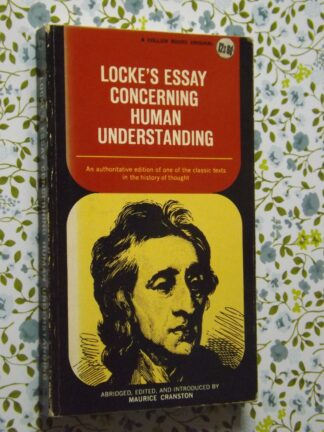 A COLLIER BOOKS ORIGINAL
LOCKE'S ESSAY
CONCERNING
HUMAN
UNDERSTANDING
An authoritative edition of one of the classic texts
in the history of thought
ABRIDGED, EDITED, AND INTRODUCED BY
MAURICE CRANSTON